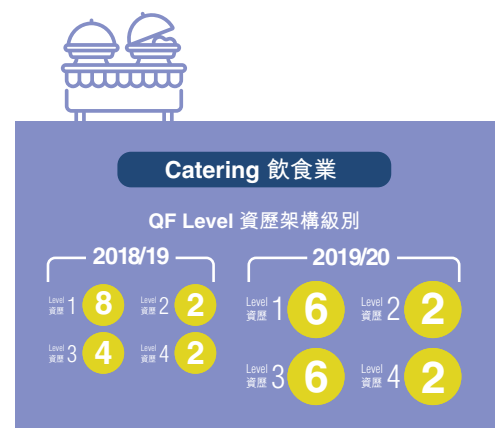 Catering 飲食業
QF Level 資歷架構級別
2018/19
Level 資歷 1 8
Level 資歷 2 2
Level 資歷 3 4
Level 資歷 4 2
2019/20
Level 資歷 1 6
Level 資歷 2 2
Level 資歷 3 6
Level 資歷 4 2